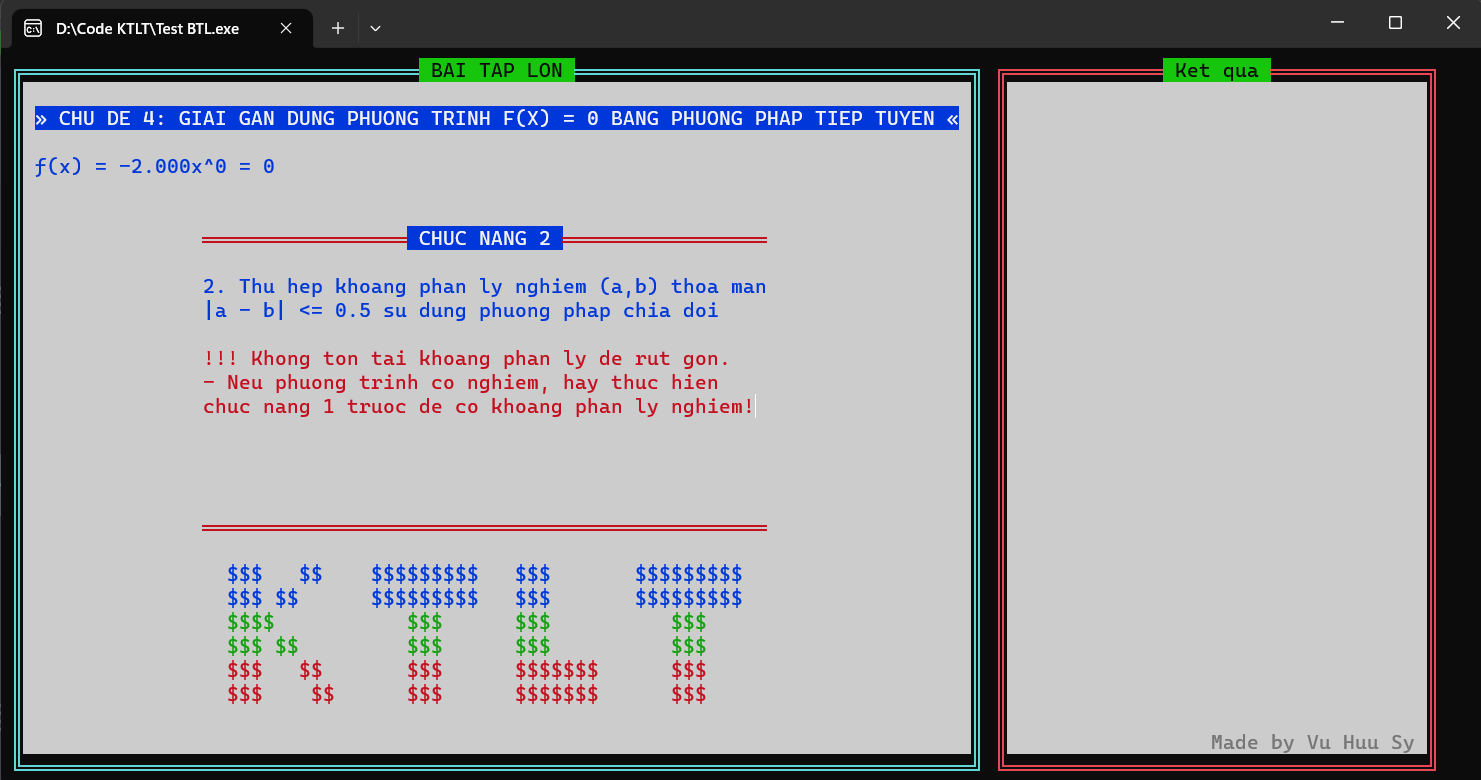 D:\Code KTLT\Test BTL.exe
BAI TAP LON
» CHU DE 4: GIAI GAN DUNG PHUONG TRINH F(X) = 0 BANG PHUONG PHAP TIEP TUYEN «
ƒ(x) = -2.000x^0 = 0
CHUC NANG 2
2. Thu hep khoang phan ly nghiem (a,b) thoa man
|a - b| <= 0.5 su dung phuong phap chia doi
!!! Khong ton tai khoang phan ly de rut gon.
- Neu phuong trinh co nghiem, hay thuc hien
chuc nang 1 truoc de co khoang phan ly nghiem!
$$$   $$    $$$$$$$$$   $$$       $$$$$$$$$
$$$ $$      $$$$$$$$$   $$$       $$$$$$$$$
$$$$           $$$      $$$          $$$
$$$ $$         $$$      $$$          $$$
$$$   $$       $$$      $$$$$$$      $$$
$$$    $$      $$$      $$$$$$$      $$$
Ket qua
Made by Vu Huu Sy